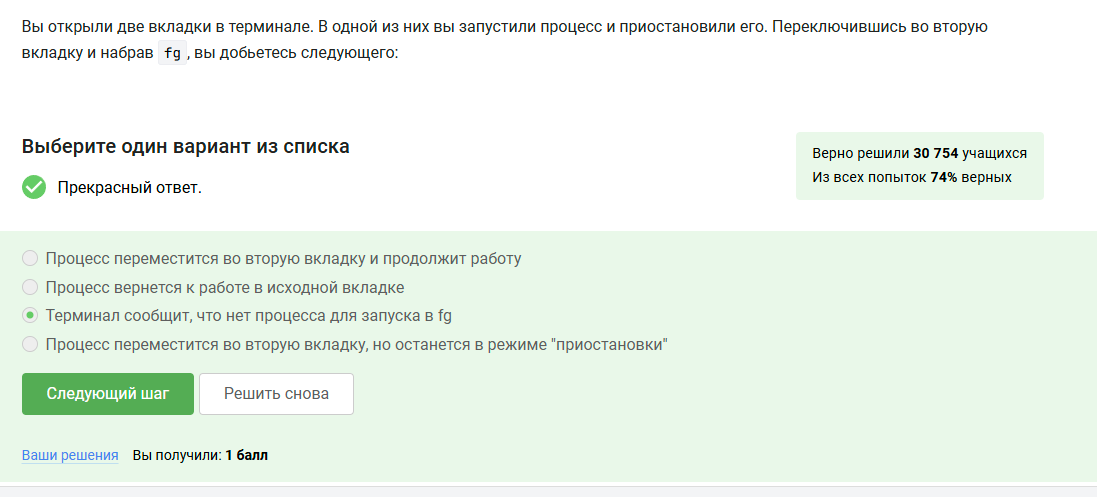 Вы открыли две вкладки в терминале. В одной из них вы запустили процесс и приостановили его. Переключившись во вторую
вкладку и набрав fg , вы добьетесь следующего:
Выберите один вариант из списка
Прекрасный ответ.
Верно решили 30 754 учащихся
Из всех попыток 74% верных
Процесс переместится во вторую вкладку и продолжит работу
Процесс вернется к работе в исходной вкладке
Терминал сообщит, что нет процесса для запуска в fg
Процесс переместится во вторую вкладку, но останется в режиме "приостановки"
Следующий шаг
Решить снова
Ваши решения Вы получили: 1 балл